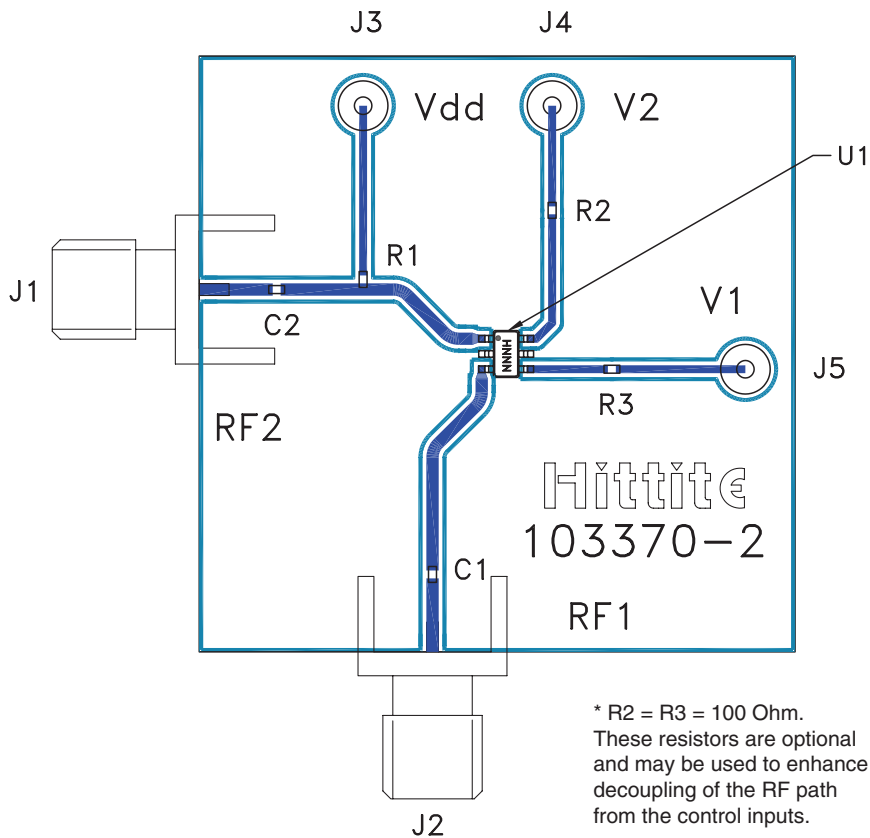 J3
J4
Vdd
V2
U1
R2
R1
J1
C2
V1
HNNN
J5
R3
RF2
Hittite
103370-2
C1
RF1
* R2 = R3 = 100 Ohm.
These resistors are optional
and may be used to enhance
decoupling of the RF path
from the control inputs.
J2